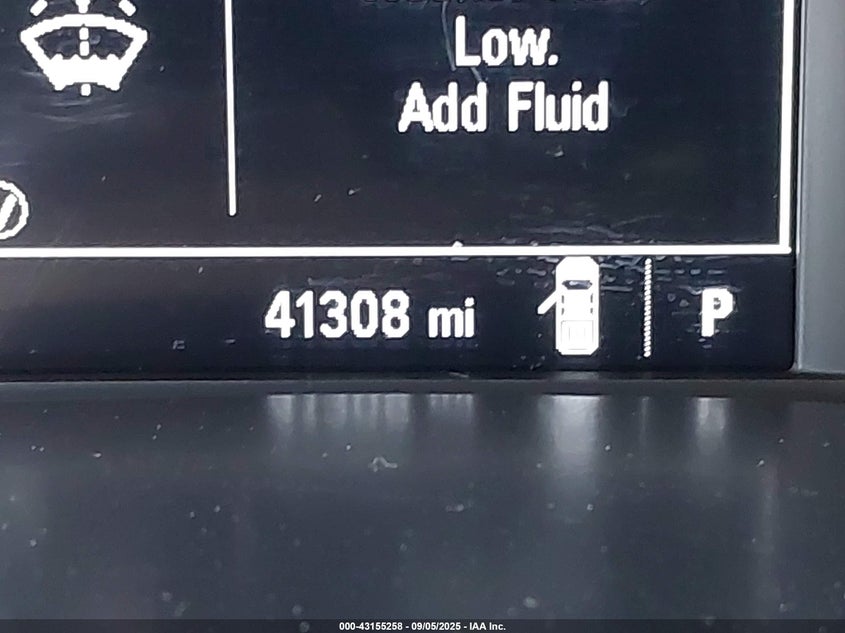 Low.
Add Fluid
41308 mi
P
000-43155258 - 09/05/2025 - IAA Inc.